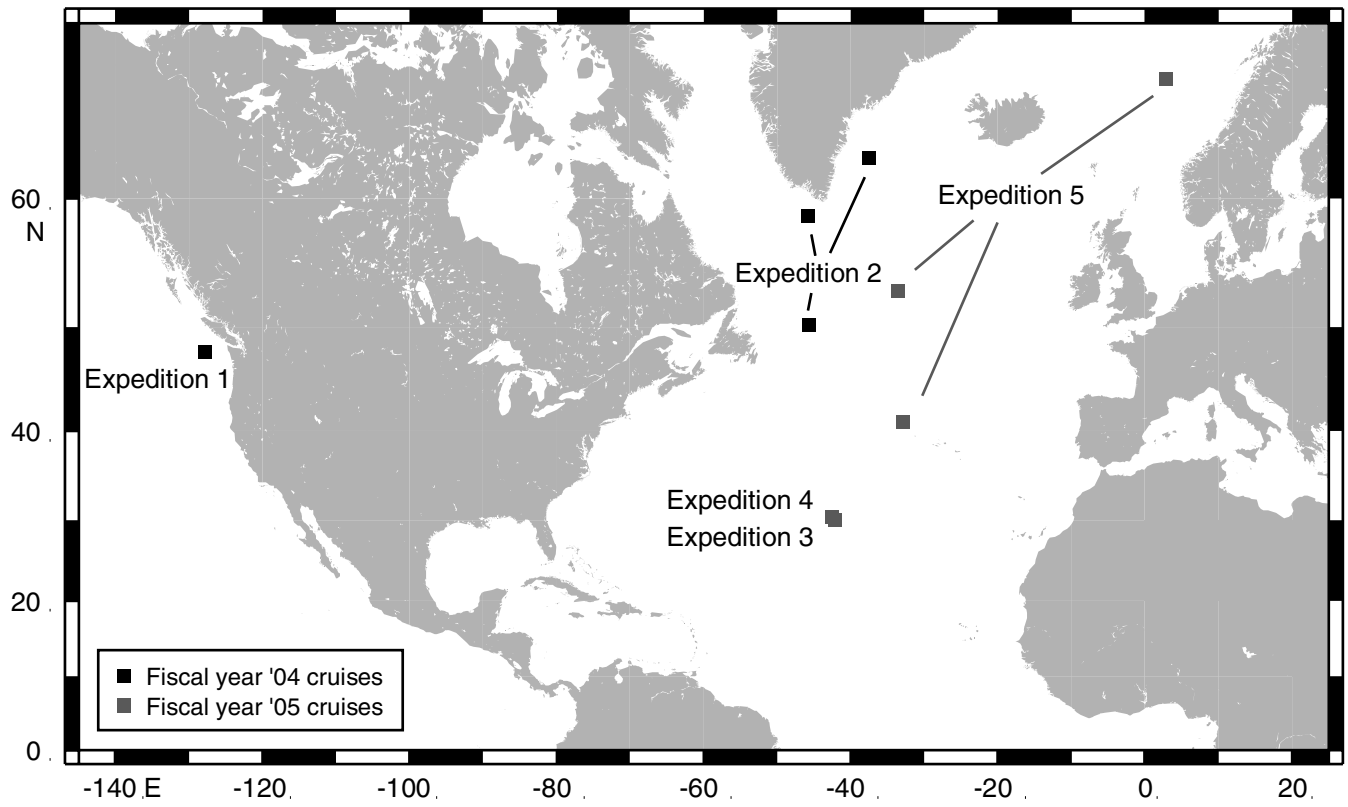 Expedition 5
60
N
Expedition 2
Expedition 1
40
Expedition 4
Expedition 3
20
Fiscal year '04 cruises
Fiscal year '05 cruises
0
-140 E -120 -100 -80 -60 -40 -20 0 20